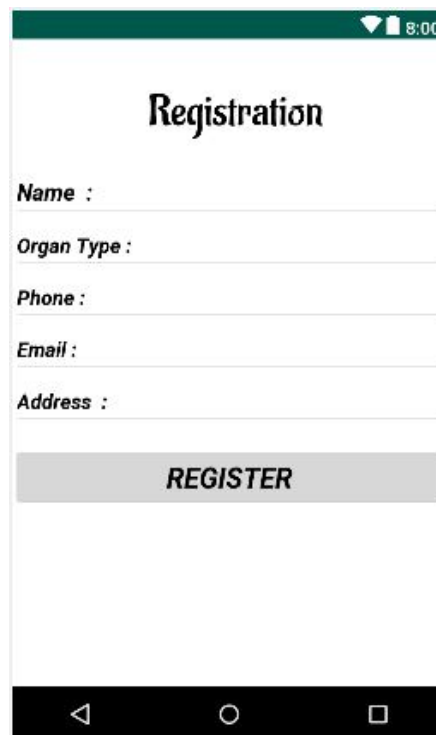 8:00
Registration
Name :
Organ Type :
Phone :
Email :
Address :
REGISTER